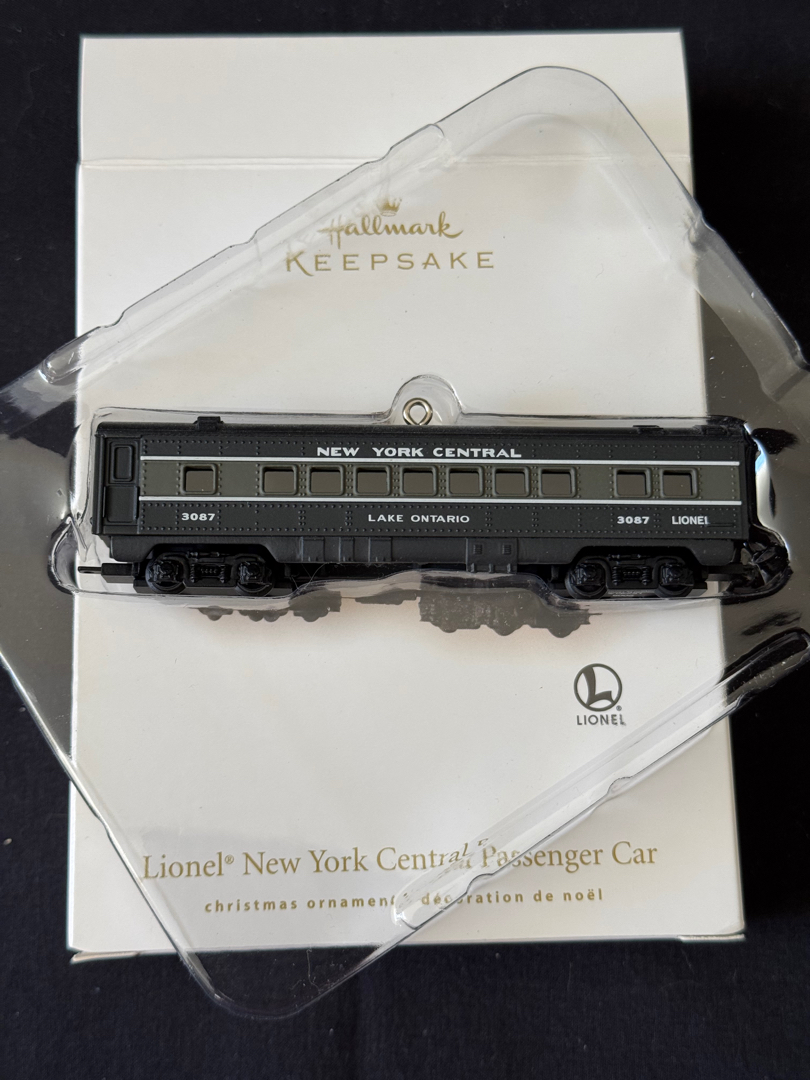 Hallmark
KEEPSAKE
NEW YORK CENTRAL
3087 LAKE ONTARIO 3087 LIONEL
L
®
LIONEL
Lionel® New York Central Passenger Car
christmas ornament décoration de noël